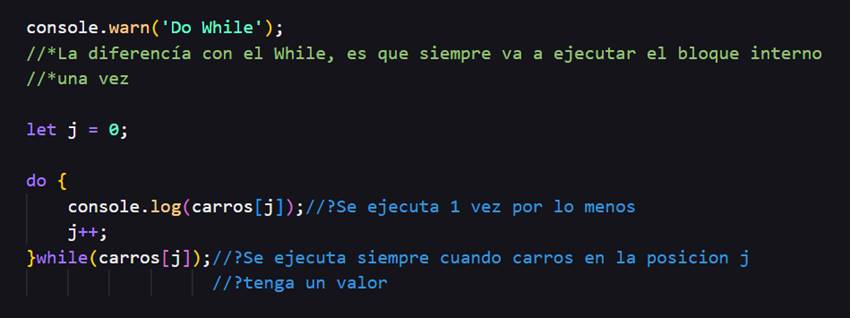 console.warn('Do While');
//*La diferencía con el While, es que siempre va a ejecutar el bloque interno
//*una vez
let j = 0;
do {
console.log(carros[j]);//?Se ejecuta 1 vez por lo menos
j++;
}while(carros[j]);//?Se ejecuta siempre cuando carros en la posicion j
//?tenga un valor